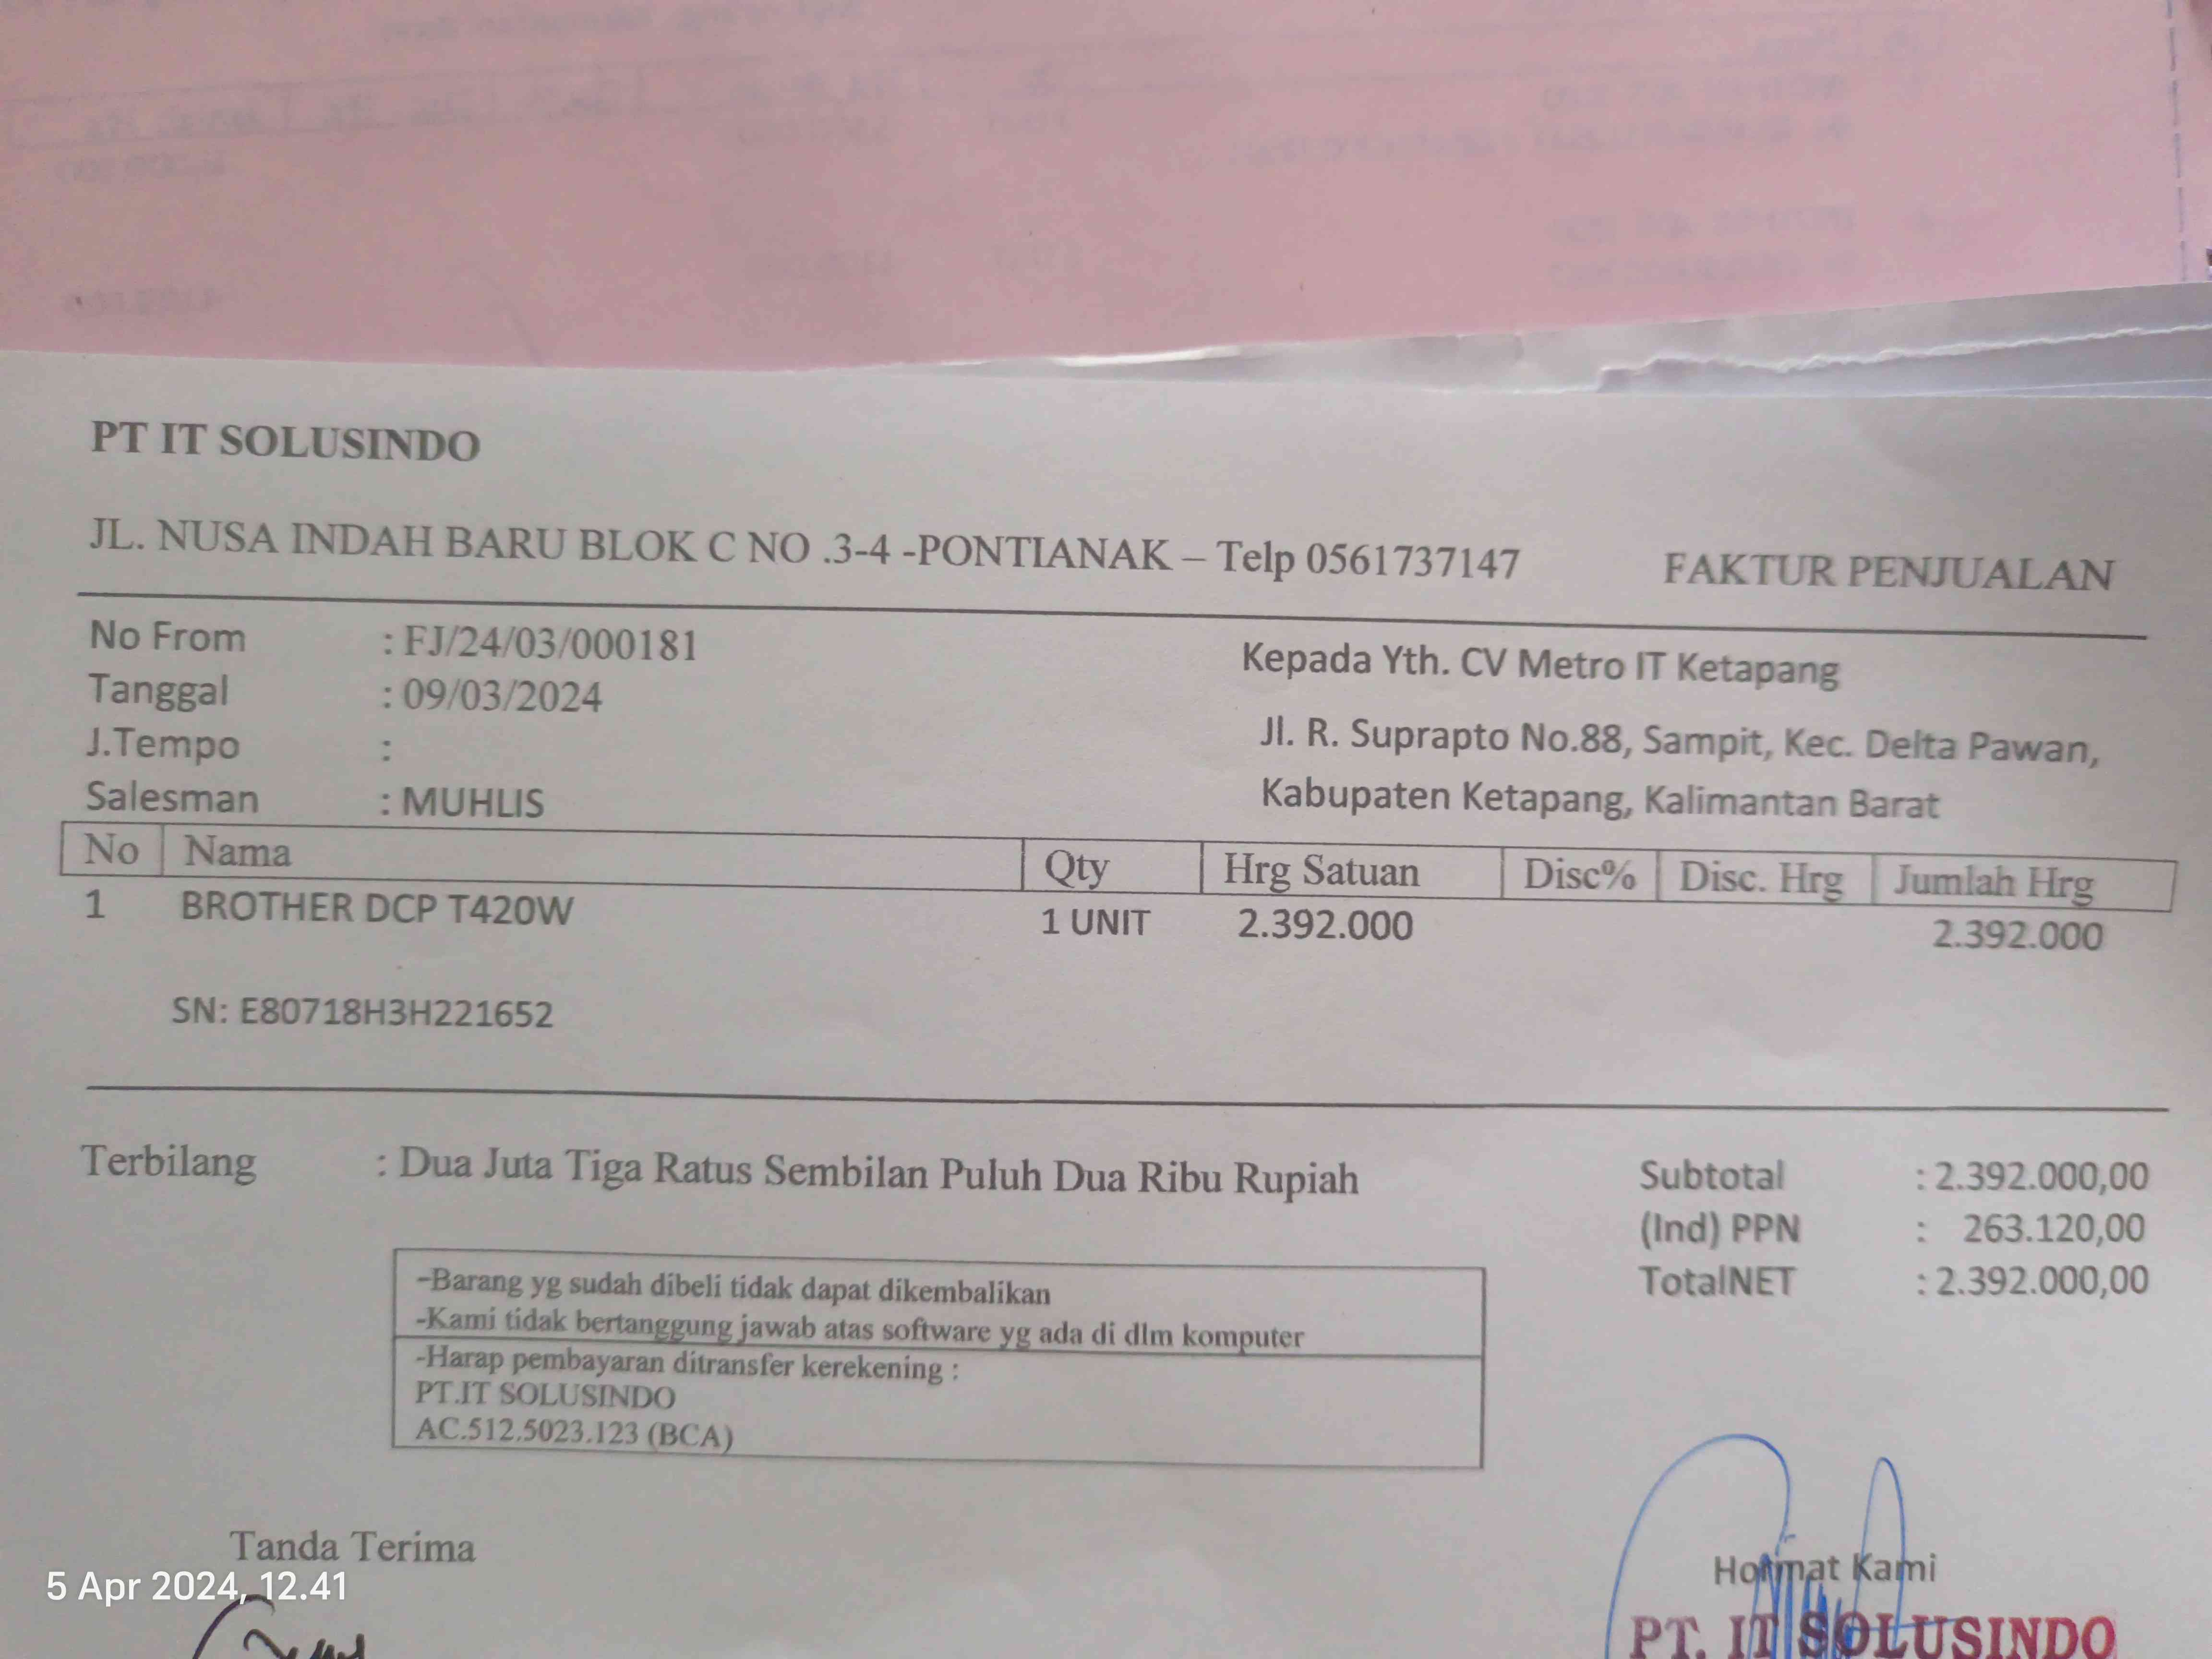 PT IT SOLUSINDO
JL. NUSA INDAH BARU BLOK C NO .3-4 -PONTIANAK – Telp 0561737147 FAKTUR PENJUALAN
No From : FJ/24/03/000181
Tanggal : 09/03/2024
J.Tempo :
Salesman : MUHLIS
Kepada Yth. CV Metro IT Ketapang
Jl. R. Suprapto No.88, Sampit, Kec. Delta Pawan,
Kabupaten Ketapang, Kalimantan Barat
No Nama Qty Hrg Satuan Disc% Disc. Hrg Jumlah Hrg
1 BROTHER DCP T420W 1 UNIT 2.392.000 2.392.000
SN: E80718H3H221652
Terbilang : Dua Juta Tiga Ratus Sembilan Puluh Dua Ribu Rupiah
Subtotal : 2.392.000,00
(Ind) PPN : 263.120,00
TotalNET : 2.392.000,00
-Barang yg sudah dibeli tidak dapat dikembalikan
-Kami tidak bertanggung jawab atas software yg ada di dlm komputer
-Harap pembayaran ditransfer kerekening :
PT.IT SOLUSINDO
AC.512.5023.123 (BCA)
Tanda Terima
Hormat Kami
PT. IT SOLUSINDO
5 Apr 2024, 12.41